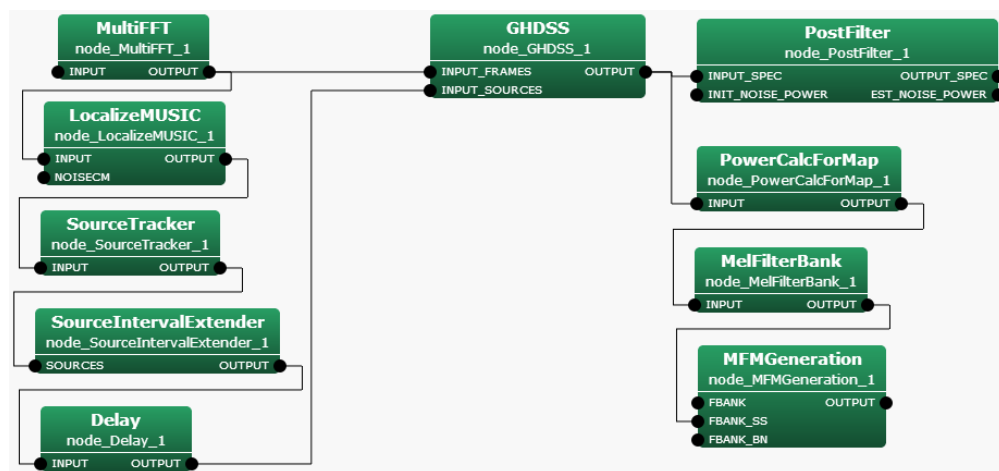 MultiFFT
node_MultiFFT_1
INPUT OUTPUT
LocalizeMUSIC
node_LocalizeMUSIC_1
INPUT OUTPUT
NOISECM
SourceTracker
node_SourceTracker_1
INPUT OUTPUT
SourceIntervalExtender
node_SourceIntervalExtender_1
SOURCES OUTPUT
Delay
node_Delay_1
INPUT OUTPUT
GHDSS
node_GHDSS_1
INPUT_FRAMES OUTPUT
INPUT_SOURCES
PostFilter
node_PostFilter_1
INPUT_SPEC OUTPUT_SPEC
INIT_NOISE_POWER EST_NOISE_POWER
PowerCalcForMap
node_PowerCalcForMap_1
INPUT OUTPUT
MelFilterBank
node_MelFilterBank_1
INPUT OUTPUT
MFMGeneration
node_MFMGeneration_1
FBANK OUTPUT
FBANK_SS
FBANK_BN